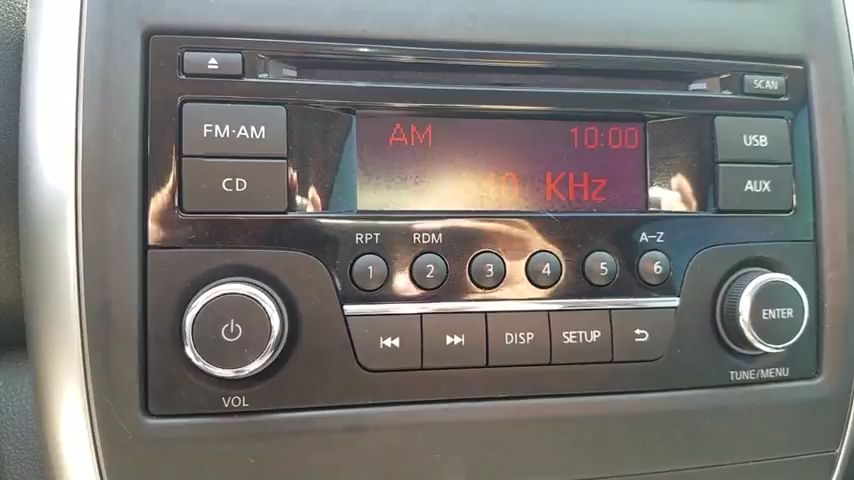 SCAN
FM·AM
AM 10:00
USB
CD
KHz
AUX
RPT RDM A-Z
1 2 3 4 5 6
DISP SETUP
ENTER
VOL
TUNE/MENU